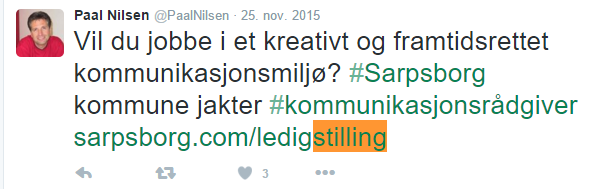 Paal Nilsen @PaalNilsen · 25. nov. 2015
Vil du jobbe i et kreativt og framtidsrettet
kommunikasjonsmiljø? #Sarpsborg
kommune jakter #kommunikasjonsrådgiver
sarpsborg.com/ledigstilling
3